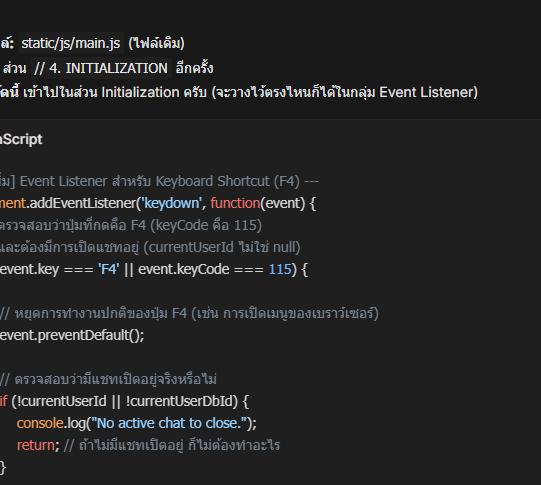 ล์: static/js/main.js (ไฟล์เดิม)
ส่วน // 4. INITIALIZATION อีกครั้ง
ัดนี้ เข้าไปในส่วน Initialization ครับ (จะวางไว้ตรงไหนก็ได้ในกลุ่ม Event Listener)
aScript
่ม] Event Listener สำหรับ Keyboard Shortcut (F4) ---
ment.addEventListener('keydown', function(event) {
ตรวจสอบว่าปุ่มที่กดคือ F4 (keyCode คือ 115)
และต้องมีการเปิดแชทอยู่ (currentUserId ไม่ใช่ null)
event.key === 'F4' || event.keyCode === 115) {
// หยุดการทำงานปกติของปุ่ม F4 (เช่น การเปิดเมนูของเบราว์เซอร์)
event.preventDefault();
// ตรวจสอบว่ามีแชทเปิดอยู่จริงหรือไม่
if (!currentUserId || !currentUserDbId) {
console.log("No active chat to close.");
return; // ถ้าไม่มีแชทเปิดอยู่ ก็ไม่ต้องทำอะไร
}